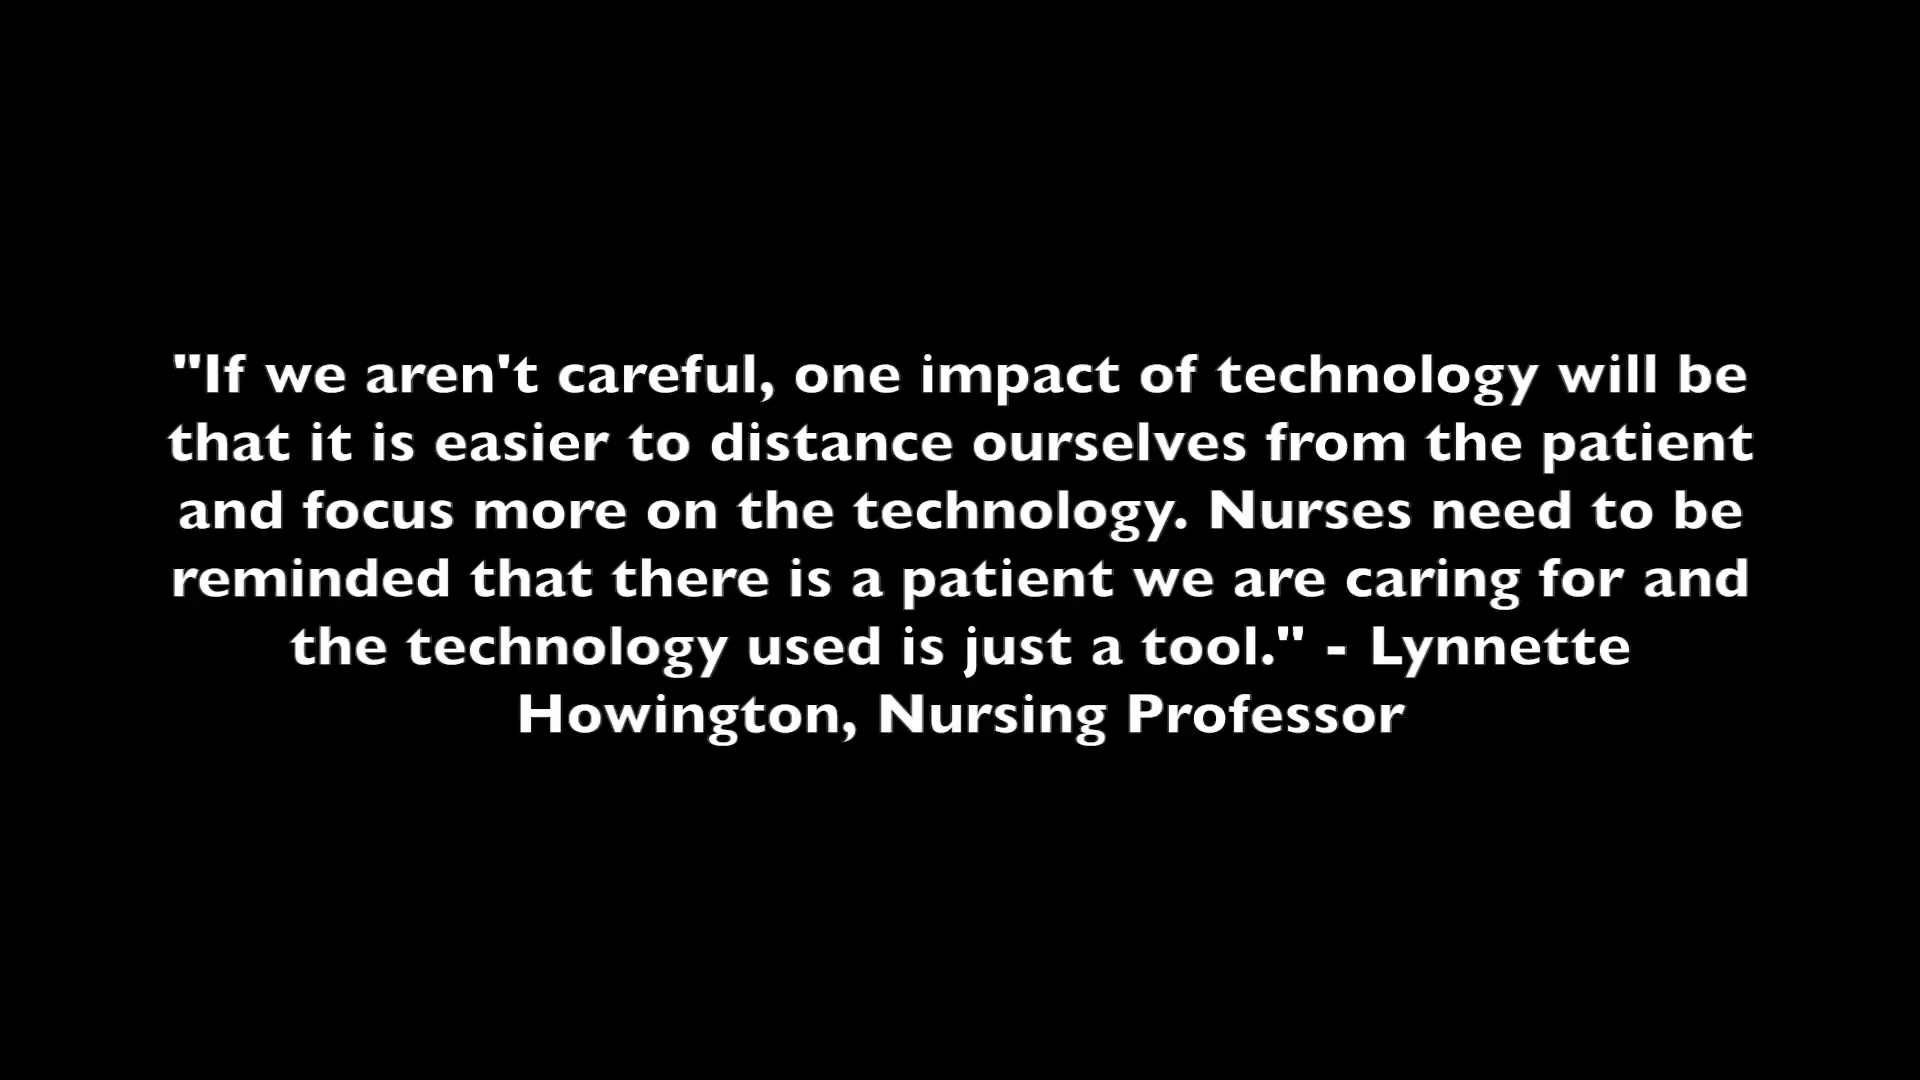 "If we aren't careful, one impact of technology will be
that it is easier to distance ourselves from the patient
and focus more on the technology. Nurses need to be
reminded that there is a patient we are caring for and
the technology used is just a tool." - Lynnette
Howington, Nursing Professor